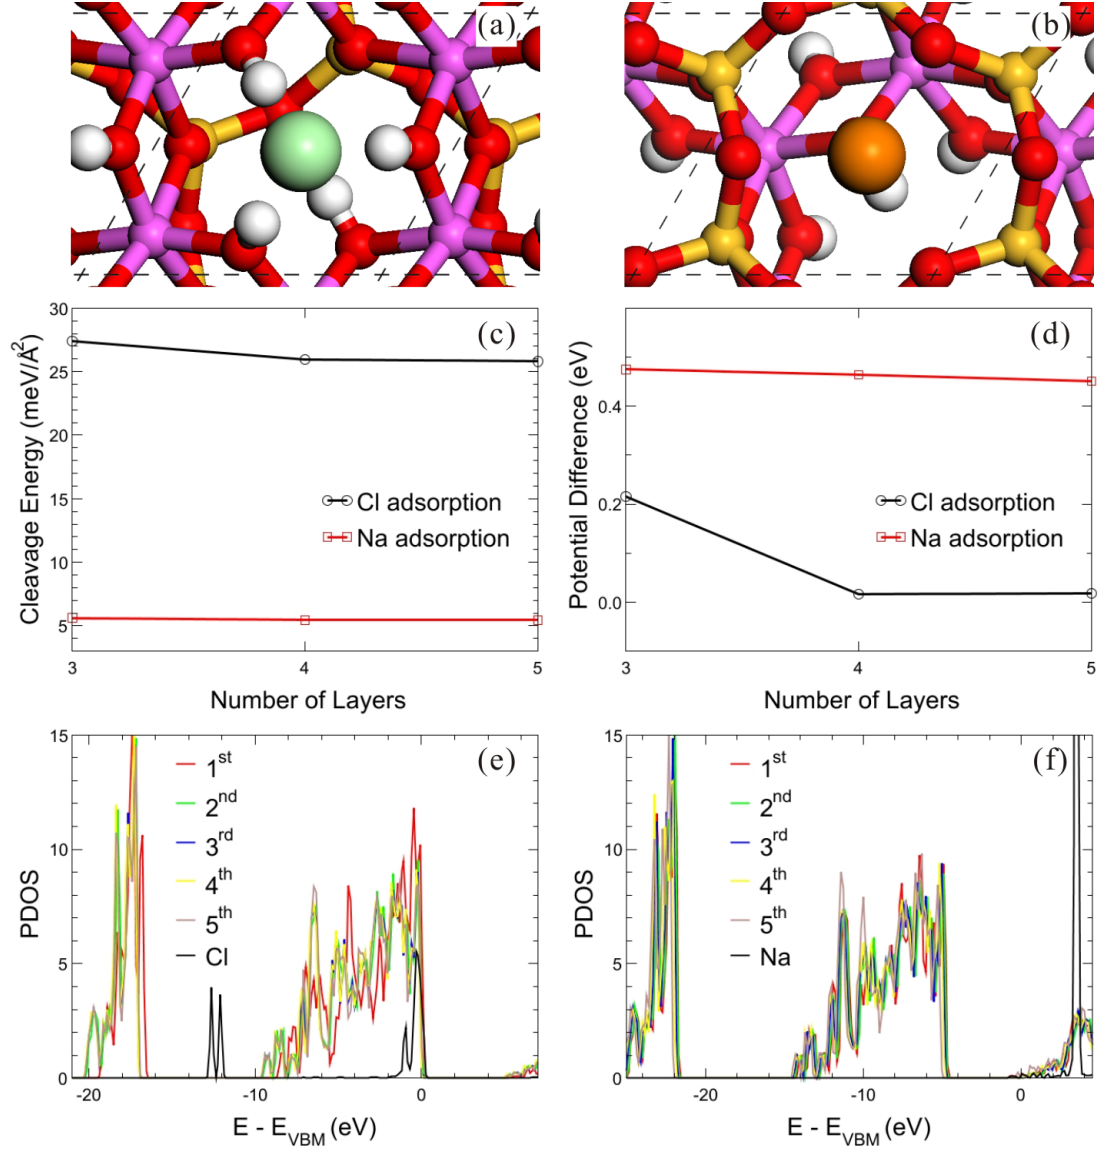 (a)
(b)
(c)
Cleavage Energy (meV/Å²)
30
25
20
15
10
5
3
4
5
Cl adsorption
Na adsorption
Number of Layers
(d)
Potential Difference (eV)
0.4
0.2
0.0
3
4
5
Cl adsorption
Na adsorption
Number of Layers
(e)
PDOS
15
10
5
0
-20
-10
0
1st
2nd
3rd
4th
5th
Cl
E - EVBM (eV)
(f)
PDOS
15
10
5
0
-20
-10
0
1st
2nd
3rd
4th
5th
Na
E - EVBM (eV)